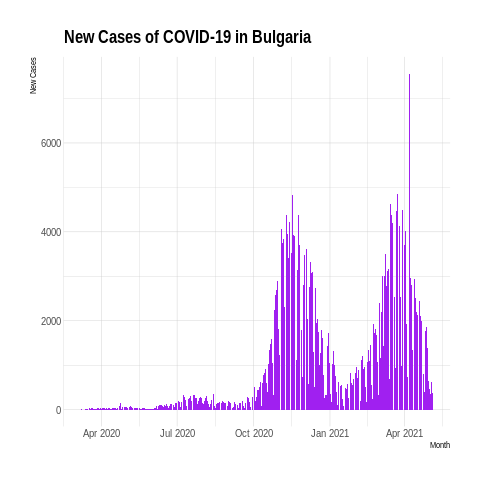 New Cases of COVID-19 in Bulgaria
New Cases
6000
4000
2000
0
Apr 2020 Jul 2020 Oct 2020 Jan 2021 Apr 2021
Month